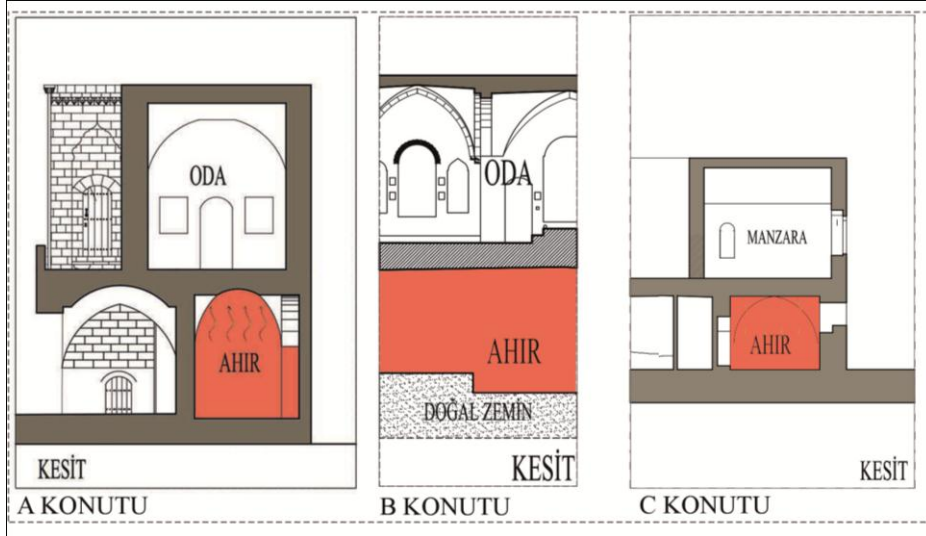 ODA
AHIR
KESİT
A KONUTU
ODA
AHIR
DOĞAL ZEMİN
KESİT
B KONUTU
MANZARA
AHIR
KESİT
C KONUTU